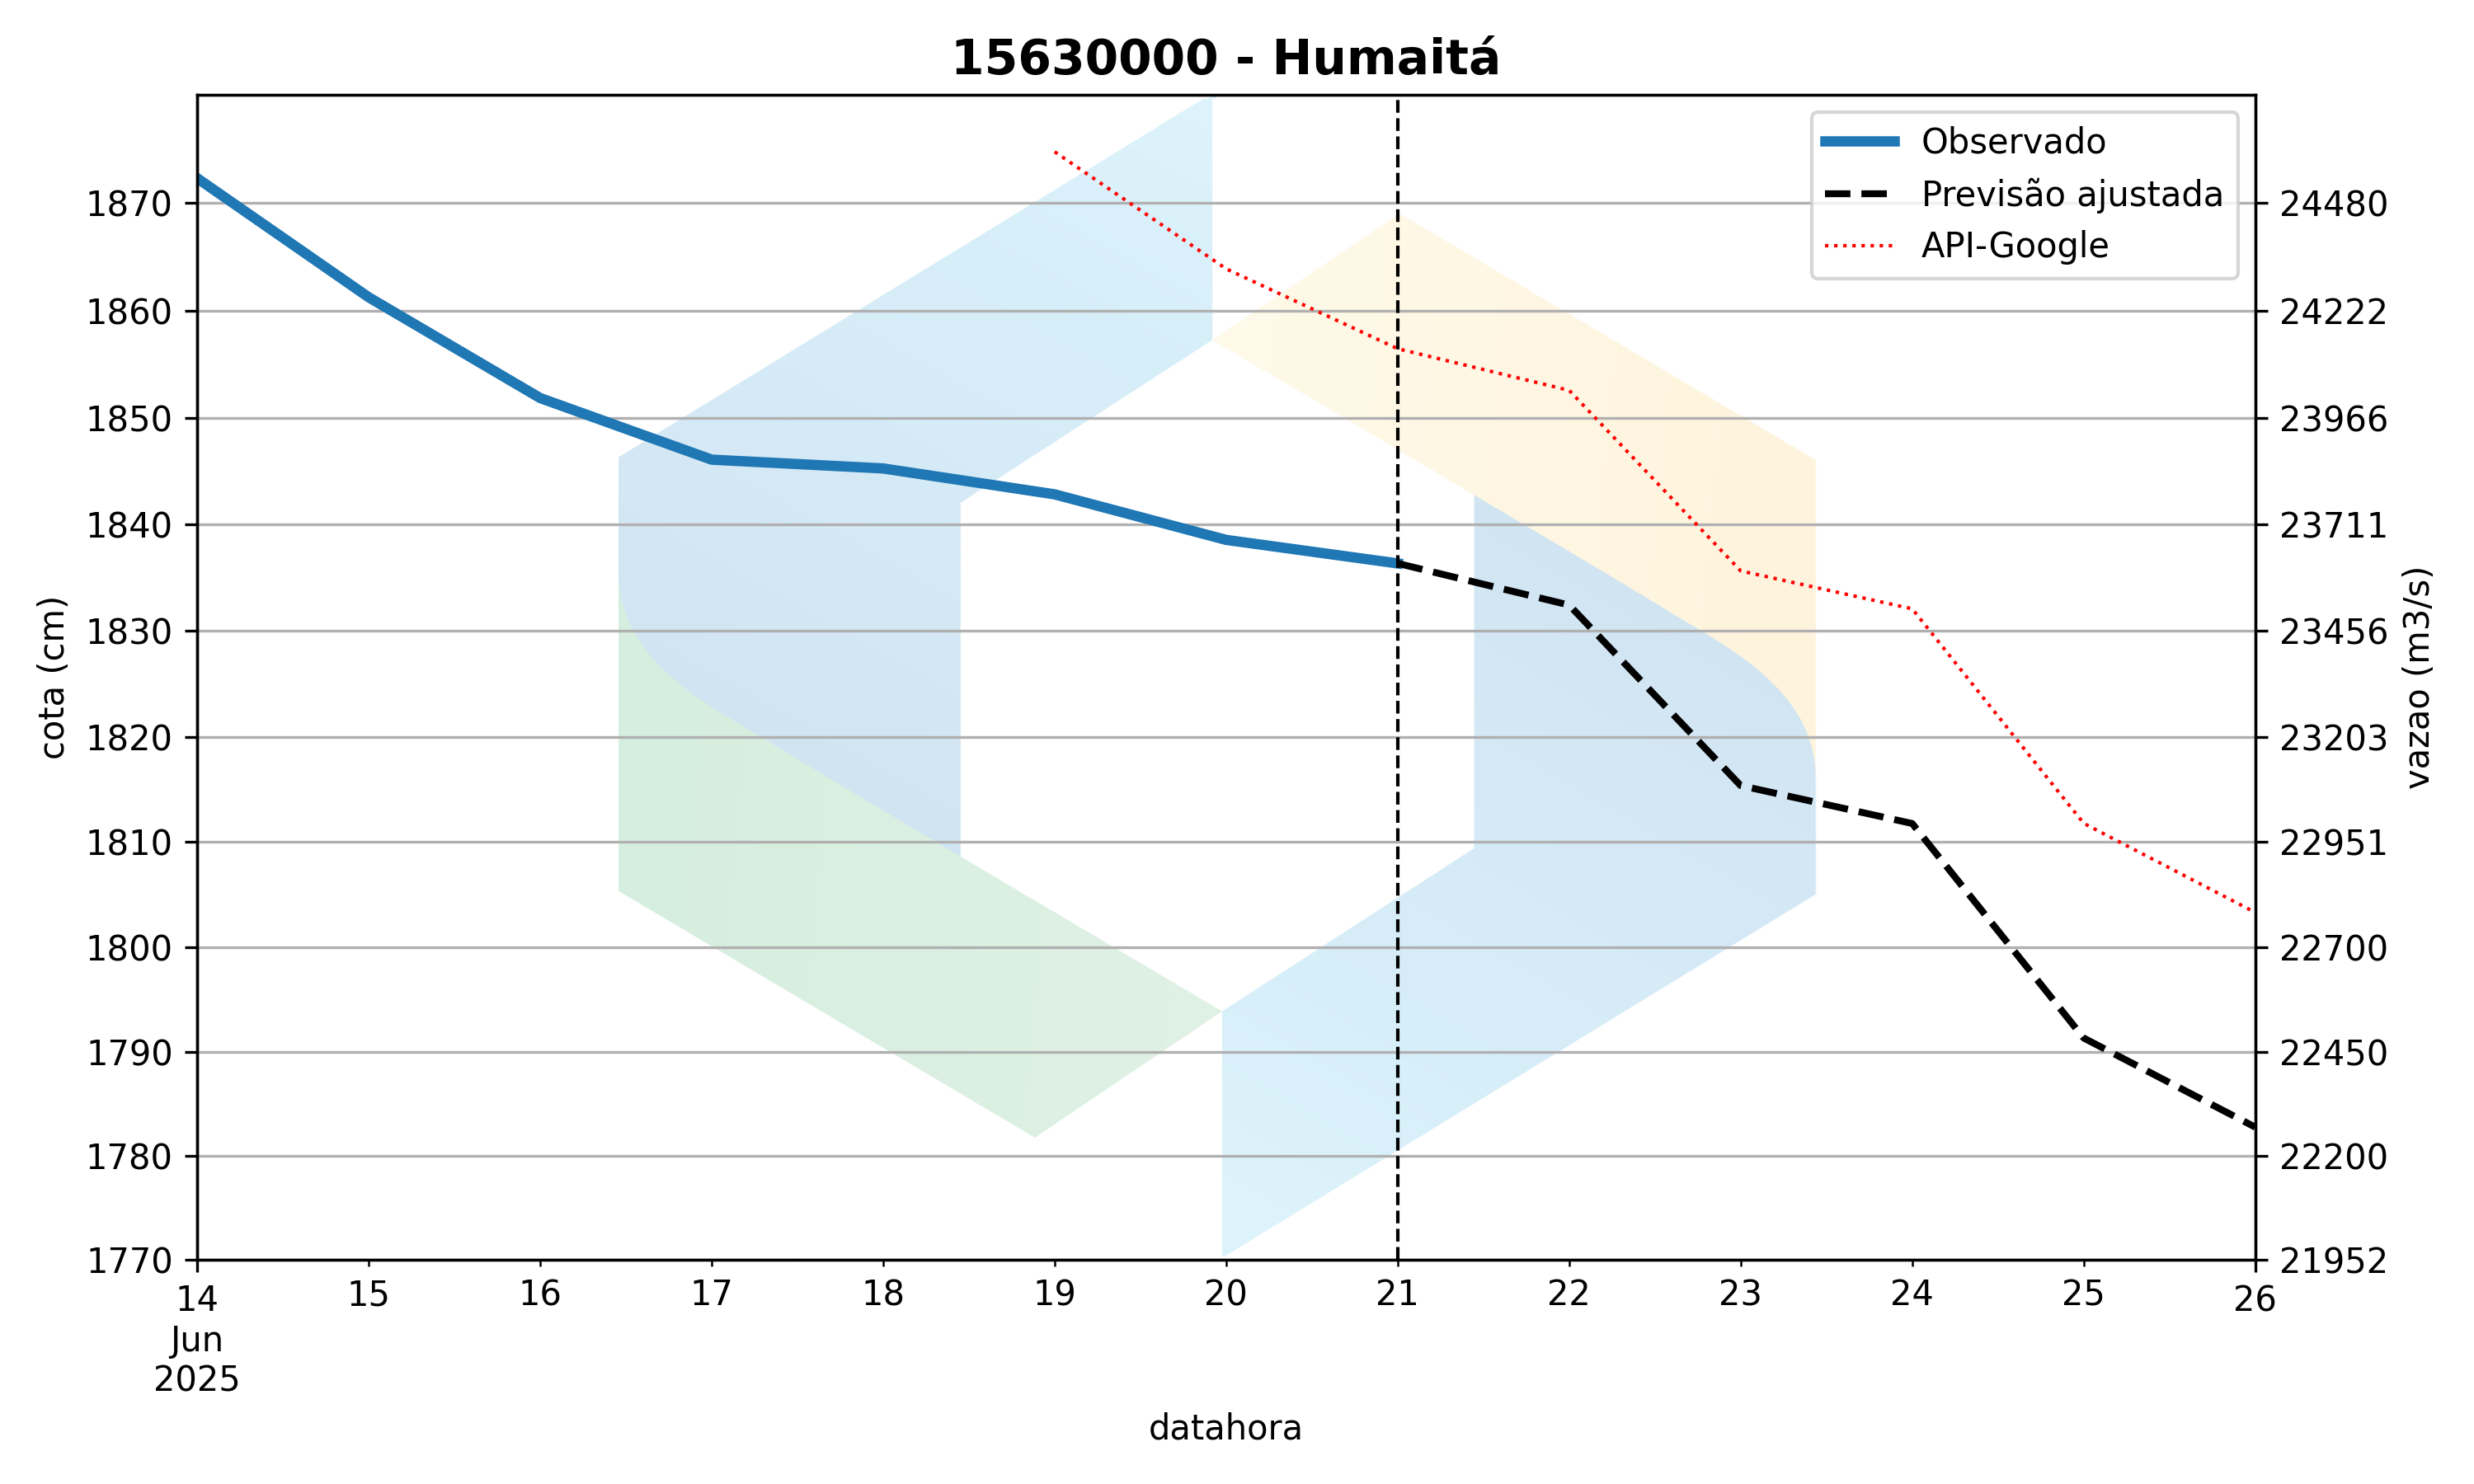 15630000 - Humaitá
Observado
Previsão ajustada
API-Google
1870
1860
1850
1840
1830
1820
1810
1800
1790
1780
1770
cota (cm)
24480
24222
23966
23711
23456
23203
22951
22700
22450
22200
21952
vazao (m3/s)
14 15 16 17 18 19 20 21 22 23 24 25 26
Jun
2025
datahora